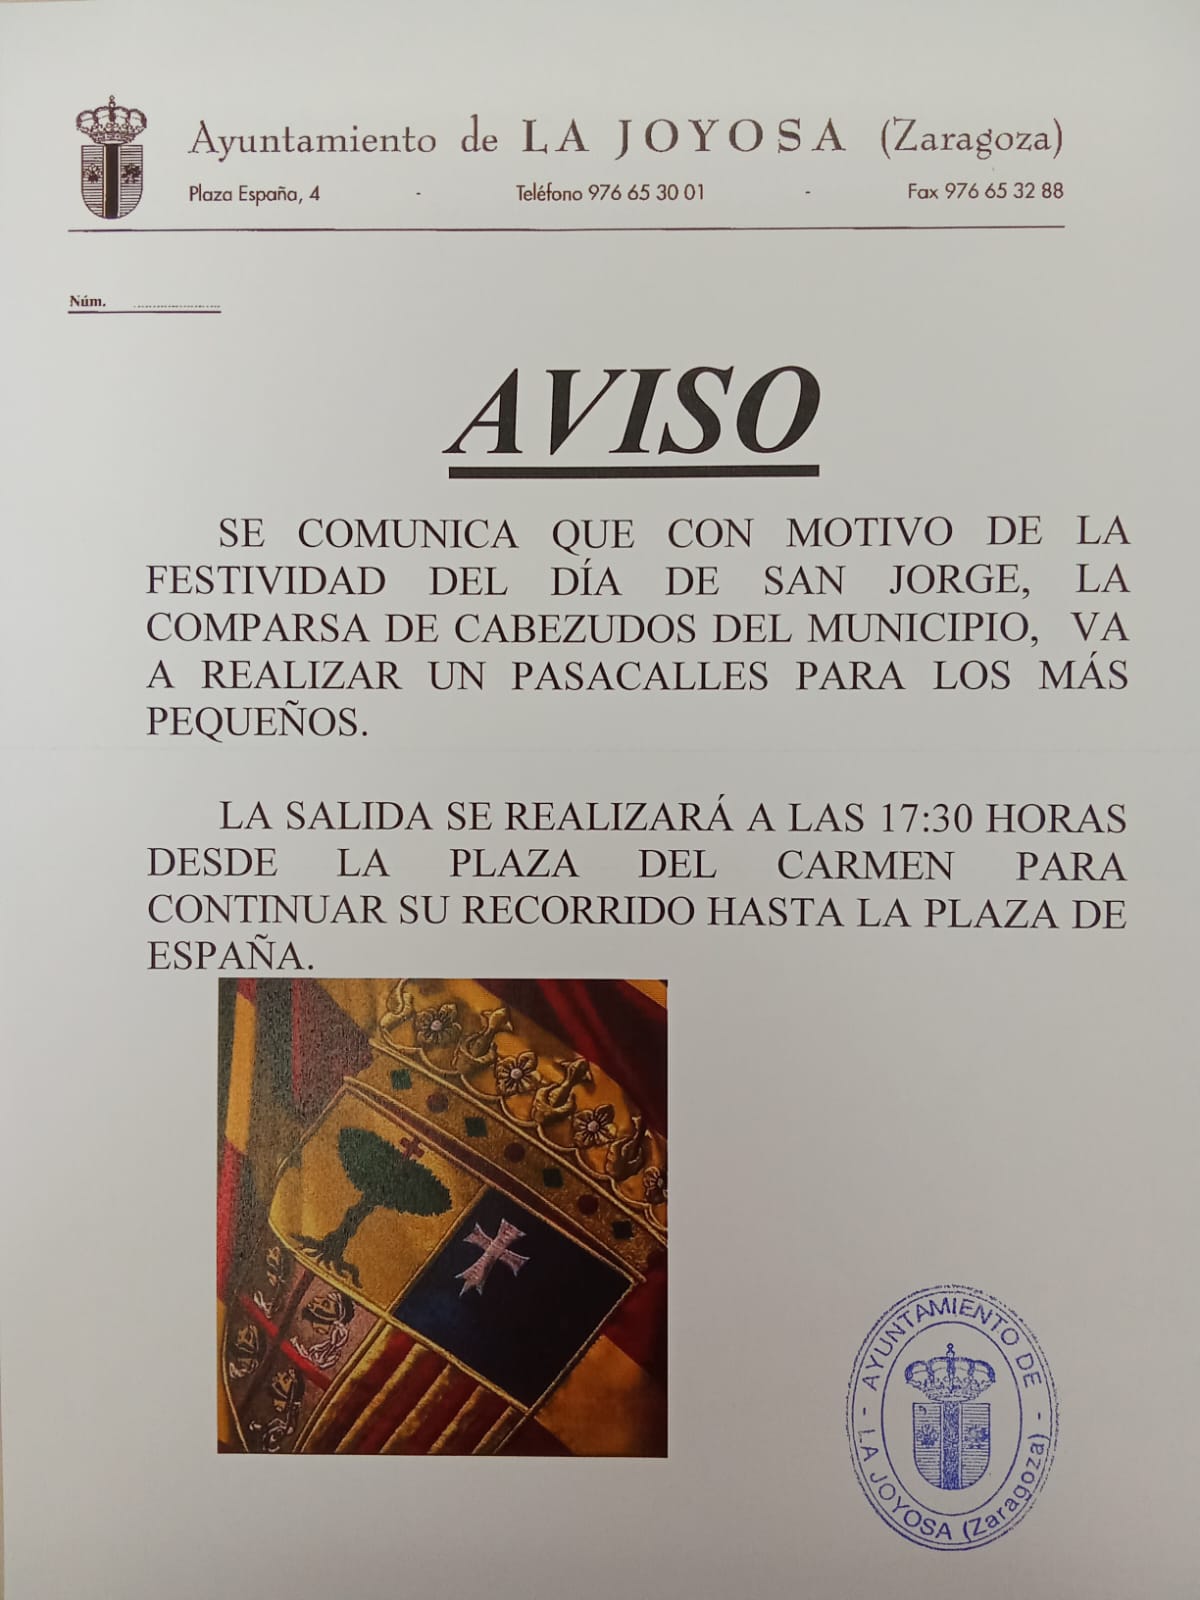 Ayuntamiento de LA JOYOSA (Zaragoza)
Plaza España, 4 - Teléfono 976 65 30 01 - Fax 976 65 32 88
Núm.
AVISO
SE COMUNICA QUE CON MOTIVO DE LA
FESTIVIDAD DEL DÍA DE SAN JORGE, LA
COMPARSA DE CABEZUDOS DEL MUNICIPIO, VA
A REALIZAR UN PASACALLES PARA LOS MÁS
PEQUEÑOS.
LA SALIDA SE REALIZARÁ A LAS 17:30 HORAS
DESDE LA PLAZA DEL CARMEN PARA
CONTINUAR SU RECORRIDO HASTA LA PLAZA DE
ESPAÑA.
- AYUNTAMIENTO DE -
LA JOYOSA (Zaragoza)